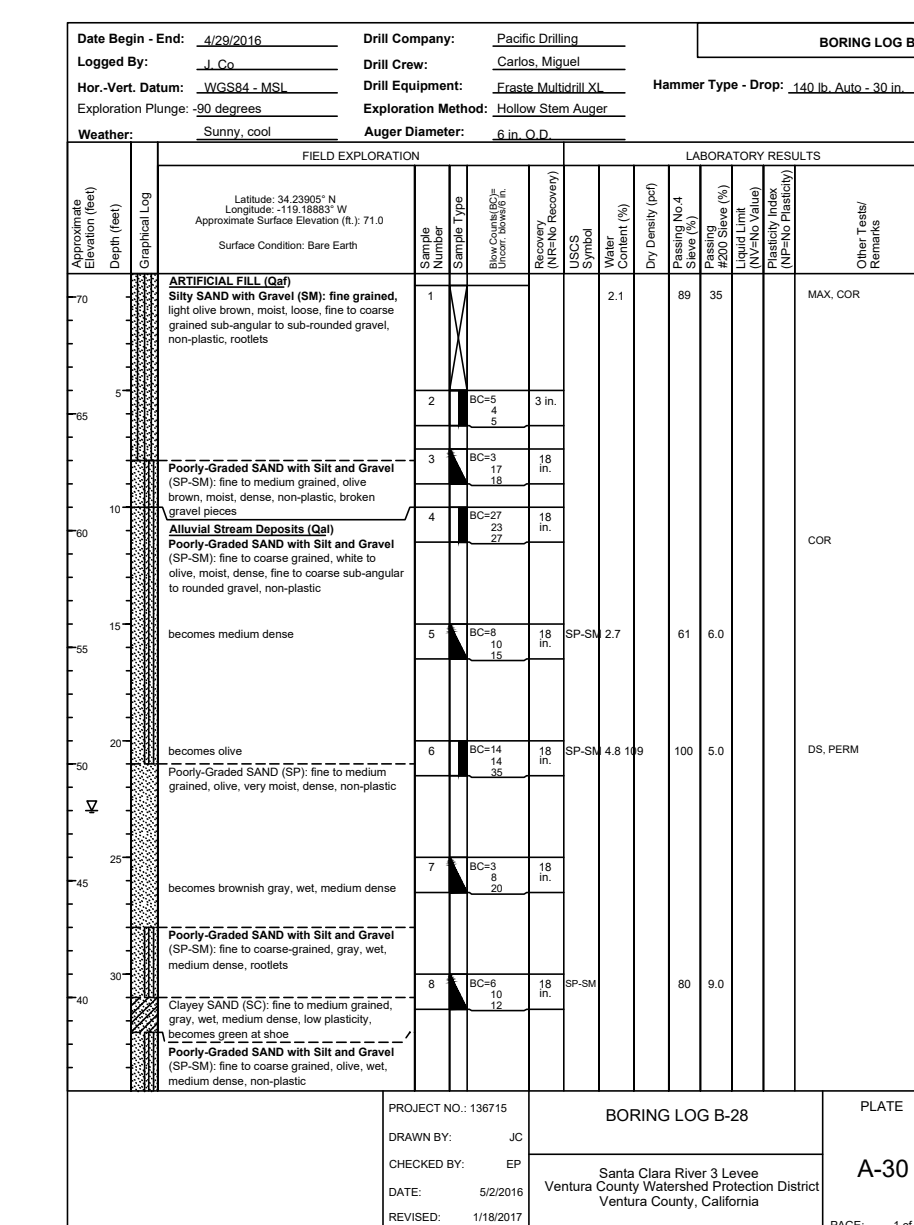 Date Begin - End: 4/29/2016 Drill Company: Pacific Drilling BORING LOG B
Logged By: J. Co Drill Crew: Carlos, Miguel
Hor.-Vert. Datum: WGS84 - MSL Drill Equipment: Fraste Multidrill XL Hammer Type - Drop: 140 lb. Auto - 30 in.
Exploration Plunge: -90 degrees Exploration Method: Hollow Stem Auger
Weather: Sunny, cool Auger Diameter: 6 in. O.D.
FIELD EXPLORATION LABORATORY RESULTS
Approximate
Elevation (feet)
Depth (feet)
Graphical Log
Latitude: 34.23905° N
Longitude: -119.18883° W
Approximate Surface Elevation (ft.): 71.0
Surface Condition: Bare Earth
Sample
Number
Sample Type
Blow Counts(BC)=
Uncorr. blows/6 in.
Recovery
(NR=No Recovery)
USCS
Symbol
Water
Content (%)
Dry Density (pcf)
Passing No.4
Sieve (%)
Passing
#200 Sieve (%)
Liquid Limit
(NV=No Value)
Plasticity Index
(NP=No Plasticity)
Other Tests/
Remarks
ARTIFICIAL FILL (Qaf)
70 Silty SAND with Gravel (SM): fine grained, 1 2.1 89 35 MAX, COR
light olive brown, moist, loose, fine to coarse
grained sub-angular to sub-rounded gravel,
non-plastic, rootlets
5
2 BC=5 3 in.
65 4
5
3 BC=3 18
Poorly-Graded SAND with Silt and Gravel 17 in.
(SP-SM): fine to medium grained, olive 18
brown, moist, dense, non-plastic, broken
10 gravel pieces
4 BC=27 18
60 Alluvial Stream Deposits (Qal) 23 in.
27
Poorly-Graded SAND with Silt and Gravel COR
(SP-SM): fine to coarse grained, white to
olive, moist, dense, fine to coarse sub-angular
to rounded gravel, non-plastic
15
becomes medium dense 5 BC=8 18 SP-SM 2.7 61 6.0
55 10 in.
15
20
becomes olive 6 BC=14 18 SP-SM 4.8 109 100 5.0 DS, PERM
50 14 in.
35
Poorly-Graded SAND (SP): fine to medium
grained, olive, very moist, dense, non-plastic
25
7 BC=3 18
45 8 in.
becomes brownish gray, wet, medium dense 20
Poorly-Graded SAND with Silt and Gravel
(SP-SM): fine to coarse-grained, gray, wet,
medium dense, rootlets
30
8 BC=6 18 SP-SM 80 9.0
40 10 in.
Clayey SAND (SC): fine to medium grained, 12
gray, wet, medium dense, low plasticity,
becomes green at shoe
Poorly-Graded SAND with Silt and Gravel
(SP-SM): fine to coarse grained, olive, wet,
medium dense, non-plastic
PROJECT NO.: 136715 BORING LOG B-28 PLATE
DRAWN BY: JC
CHECKED BY: EP A-30
Santa Clara River 3 Levee
Ventura County Watershed Protection District
DATE: 5/2/2016
Ventura County, California
REVISED: 1/18/2017
PAGE: 1 of